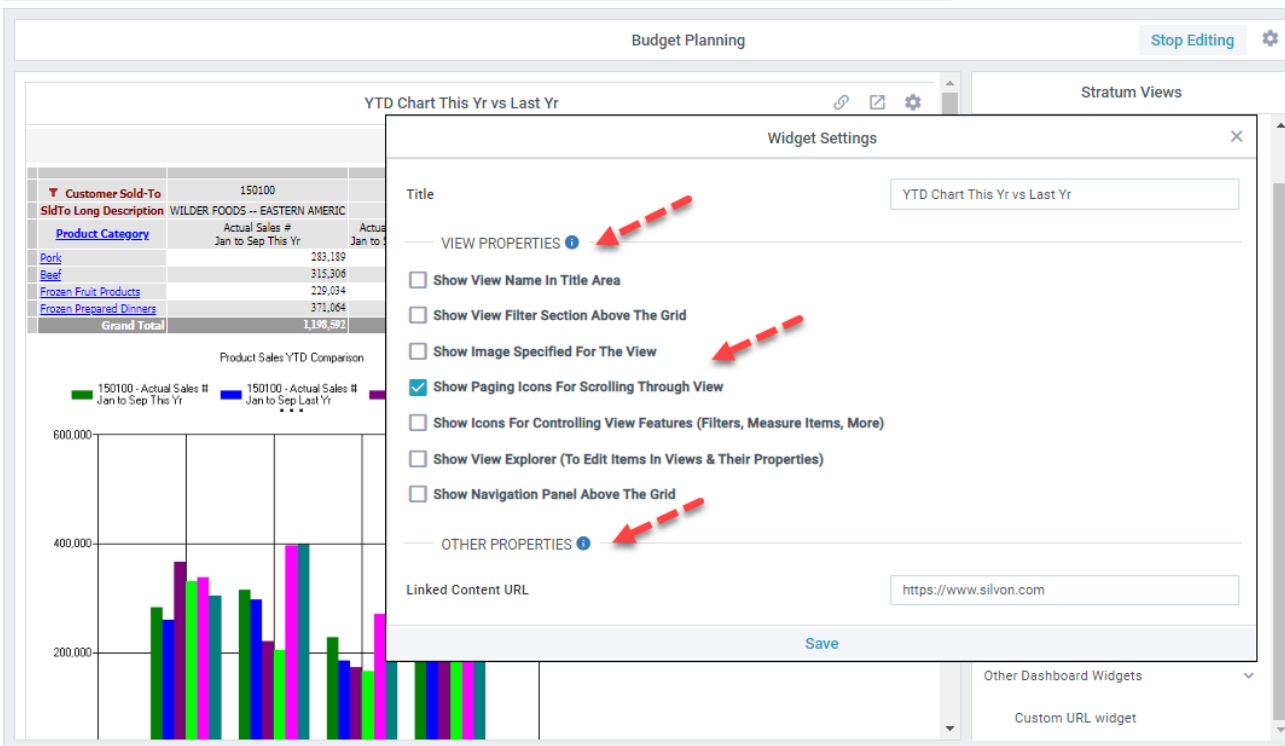 Budget Planning
Stop Editing
YTD Chart This Yr vs Last Yr
Stratum Views
Widget Settings
Title
YTD Chart This Yr vs Last Yr
VIEW PROPERTIES
Show View Name In Title Area
Show View Filter Section Above The Grid
Show Image Specified For The View
Show Paging Icons For Scrolling Through View
Show Icons For Controlling View Features (Filters, Measure Items, More)
Show View Explorer (To Edit Items In Views & Their Properties)
Show Navigation Panel Above The Grid
OTHER PROPERTIES
Linked Content URL
https://www.silvon.com
Save
Customer Sold-To
150100
SldTo Long Description
WILDER FOODS -- EASTERN AMERIC
Product Category
Actual Sales #
Jan to Sep This Yr
Actua
Jan to
Pork
283,189
Beef
315,306
Frozen Fruit Products
229,034
Frozen Prepared Dinners
371,064
Grand Total
1,198,592
Product Sales YTD Comparison
150100 - Actual Sales #
Jan to Sep This Yr
150100 - Actual Sales #
Jan to Sep Last Yr
600,000
400,000
200,000
Other Dashboard Widgets
Custom URL widget